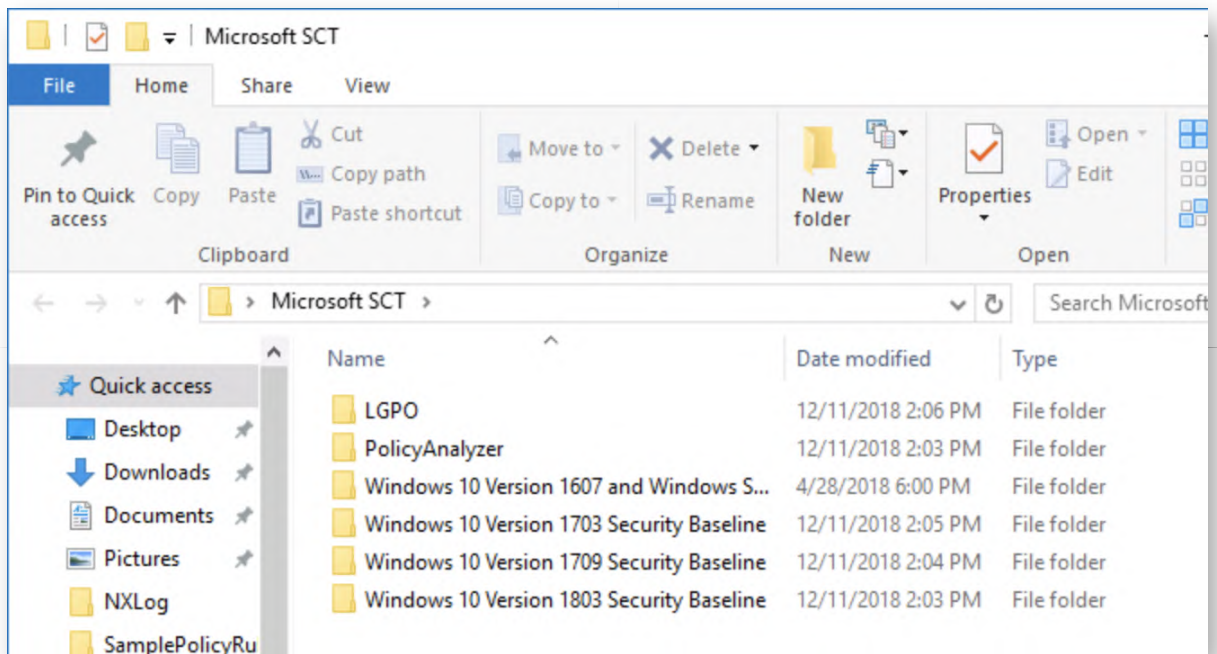 Microsoft SCT
File Home Share View
Pin to Quick access
Copy
Paste
Cut
Copy path
Paste shortcut
Clipboard
Move to
Copy to
Delete
Rename
Organize
New folder
New
Properties
Open
Edit
Open
Microsoft SCT
Search Microsoft
Name Date modified Type
Quick access
Desktop
Downloads
Documents
Pictures
NXLog
SamplePolicyRu
LGPO 12/11/2018 2:06 PM File folder
PolicyAnalyzer 12/11/2018 2:03 PM File folder
Windows 10 Version 1607 and Windows S... 4/28/2018 6:00 PM File folder
Windows 10 Version 1703 Security Baseline 12/11/2018 2:05 PM File folder
Windows 10 Version 1709 Security Baseline 12/11/2018 2:04 PM File folder
Windows 10 Version 1803 Security Baseline 12/11/2018 2:03 PM File folder